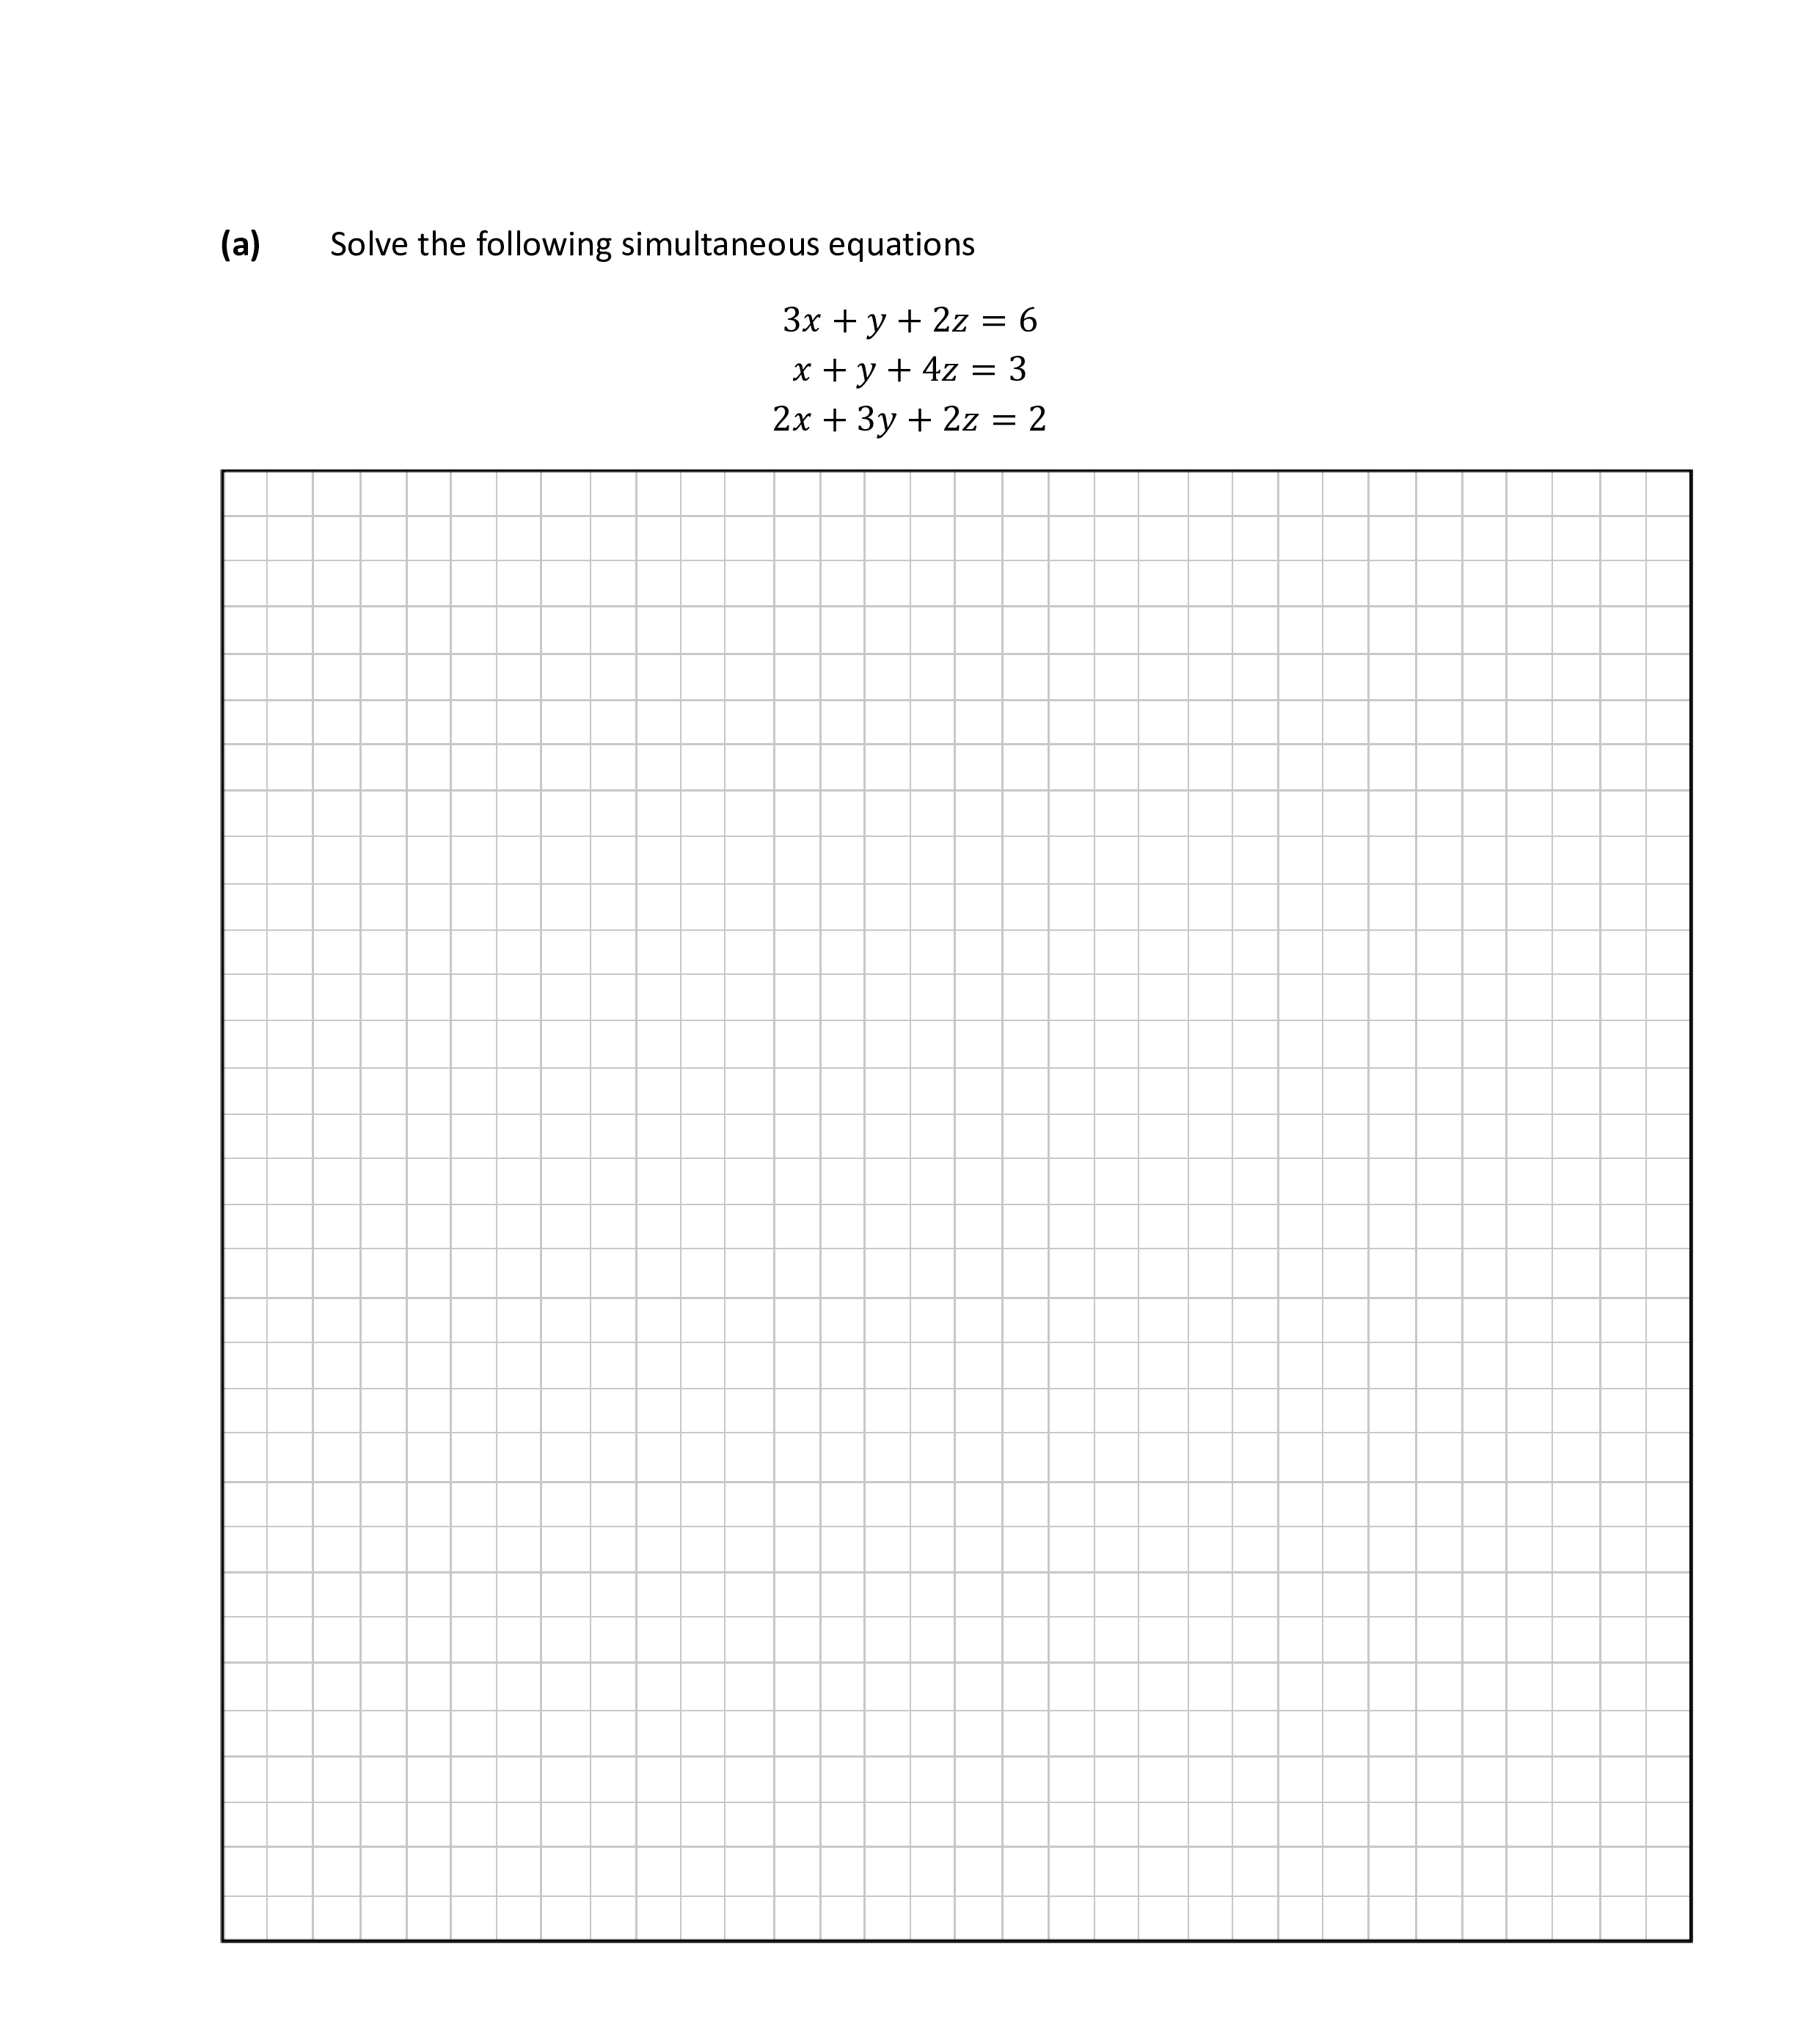 (a) Solve the following simultaneous equations
3x + y + 2z = 6
x + y + 4z = 3
2x + 3y + 2z = 2